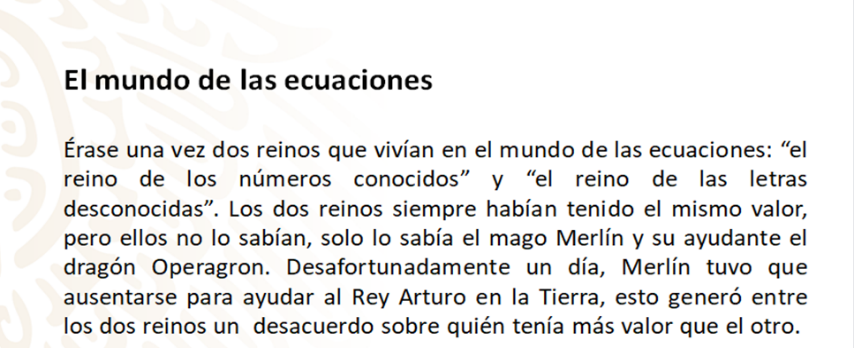 El mundo de las ecuaciones
Érase una vez dos reinos que vivían en el mundo de las ecuaciones: “el
reino de los números conocidos” y “el reino de las letras
desconocidas”. Los dos reinos siempre habían tenido el mismo valor,
pero ellos no lo sabían, solo lo sabía el mago Merlín y su ayudante el
dragón Operagron. Desafortunadamente un día, Merlín tuvo que
ausentarse para ayudar al Rey Arturo en la Tierra, esto generó entre
los dos reinos un  desacuerdo sobre quién tenía más valor que el otro.